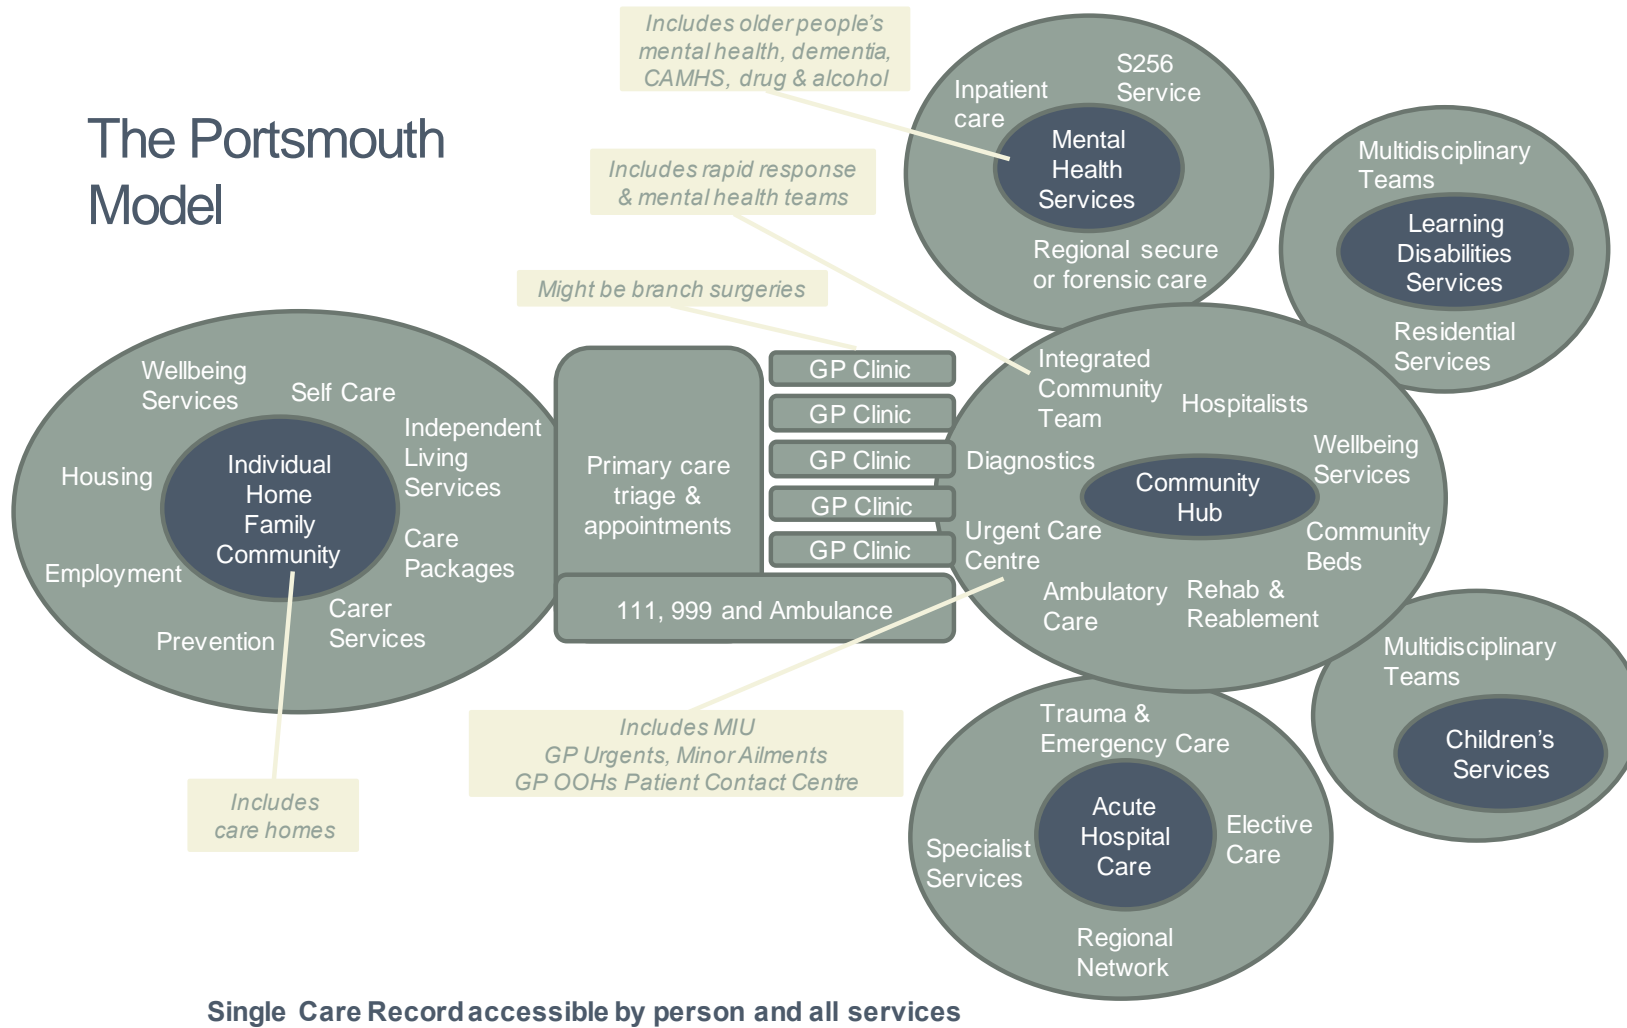 The Portsmouth
Model
Includes older people's
mental health, dementia,
CAMHS, drug & alcohol
Includes rapid response
& mental health teams
Might be branch surgeries
Inpatient
care
S256
Service
Mental
Health
Services
Regional secure
or forensic care
Multidisciplinary
Teams
Learning
Disabilities
Services
Residential
Services
Wellbeing
Services
Self Care
Independent
Living
Services
Housing
Individual
Home
Family
Community
Care
Packages
Employment
Carer
Services
Prevention
Primary care
triage &
appointments
GP Clinic
GP Clinic
GP Clinic
GP Clinic
GP Clinic
111, 999 and Ambulance
Integrated
Community
Team
Hospitalists
Diagnostics
Wellbeing
Services
Community
Hub
Urgent Care
Centre
Community
Beds
Ambulatory
Care
Rehab &
Reablement
Includes MIU
GP Urgents, Minor Ailments
GP OOHs Patient Contact Centre
Includes
care homes
Multidisciplinary
Teams
Children's
Services
Trauma &
Emergency Care
Acute
Hospital
Care
Elective
Care
Specialist
Services
Regional
Network
Single Care Record accessible by person and all services